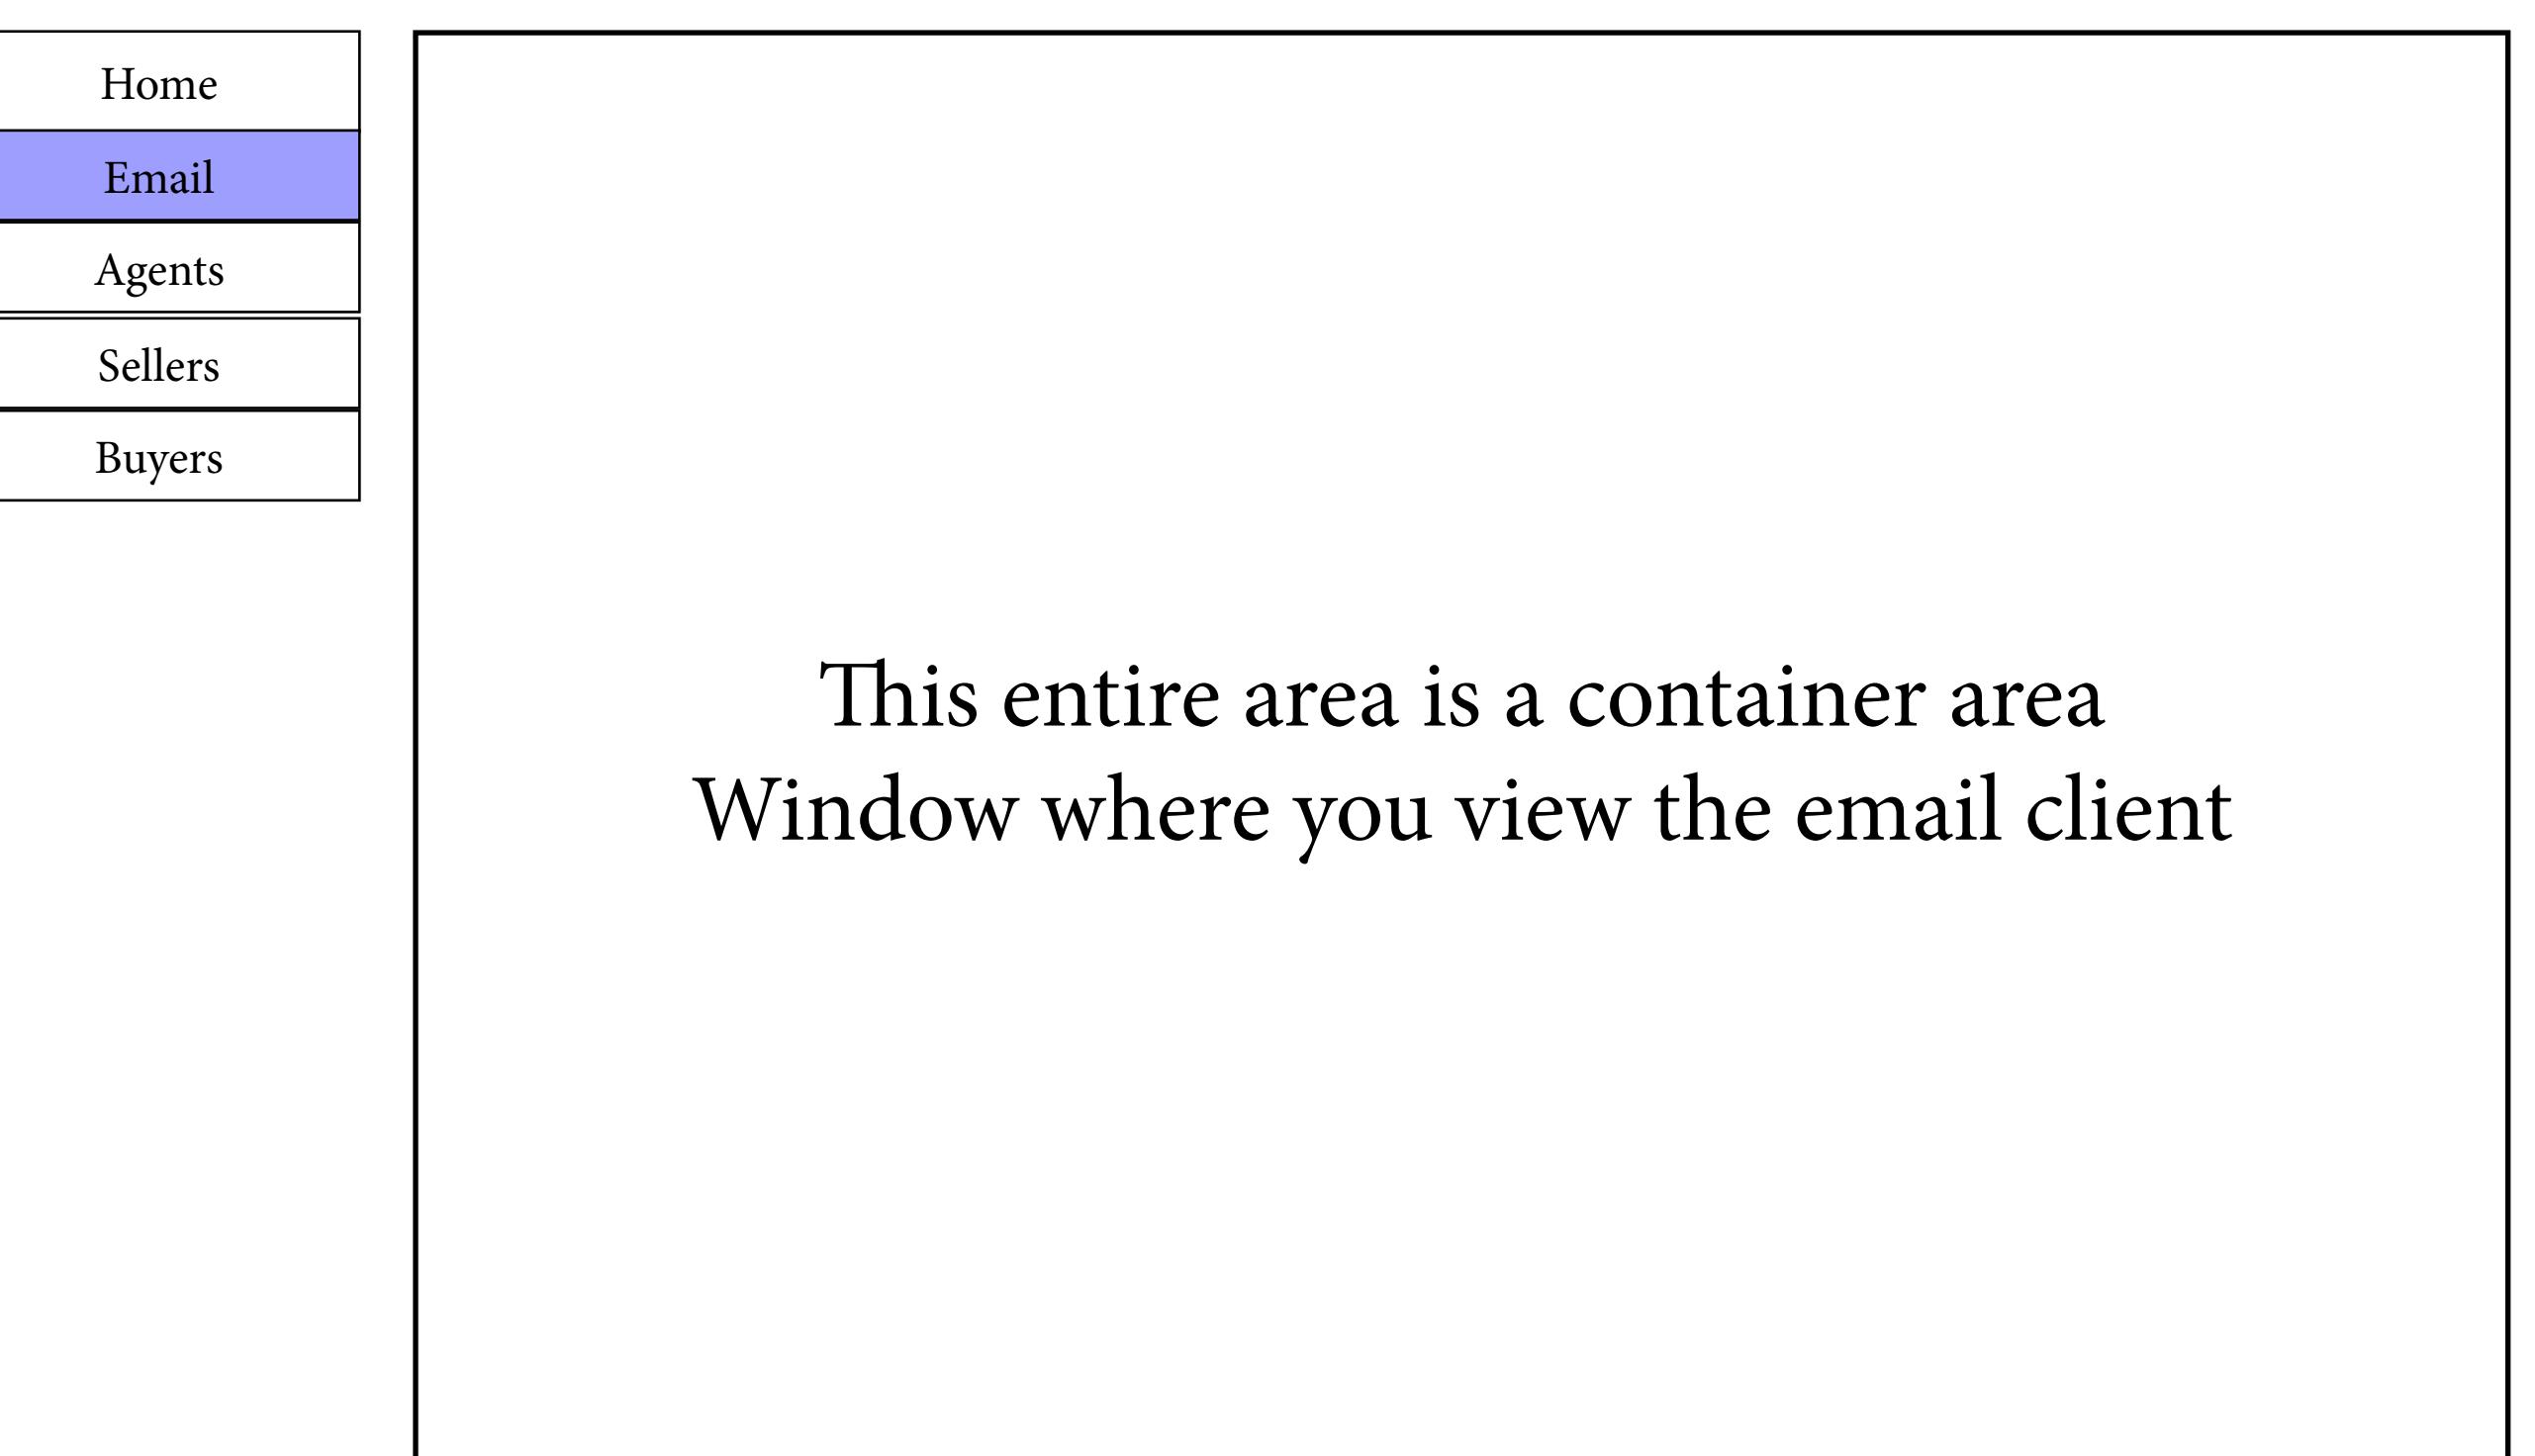 Home
Email
Agents
Sellers
Buyers
This entire area is a container area
Window where you view the email client